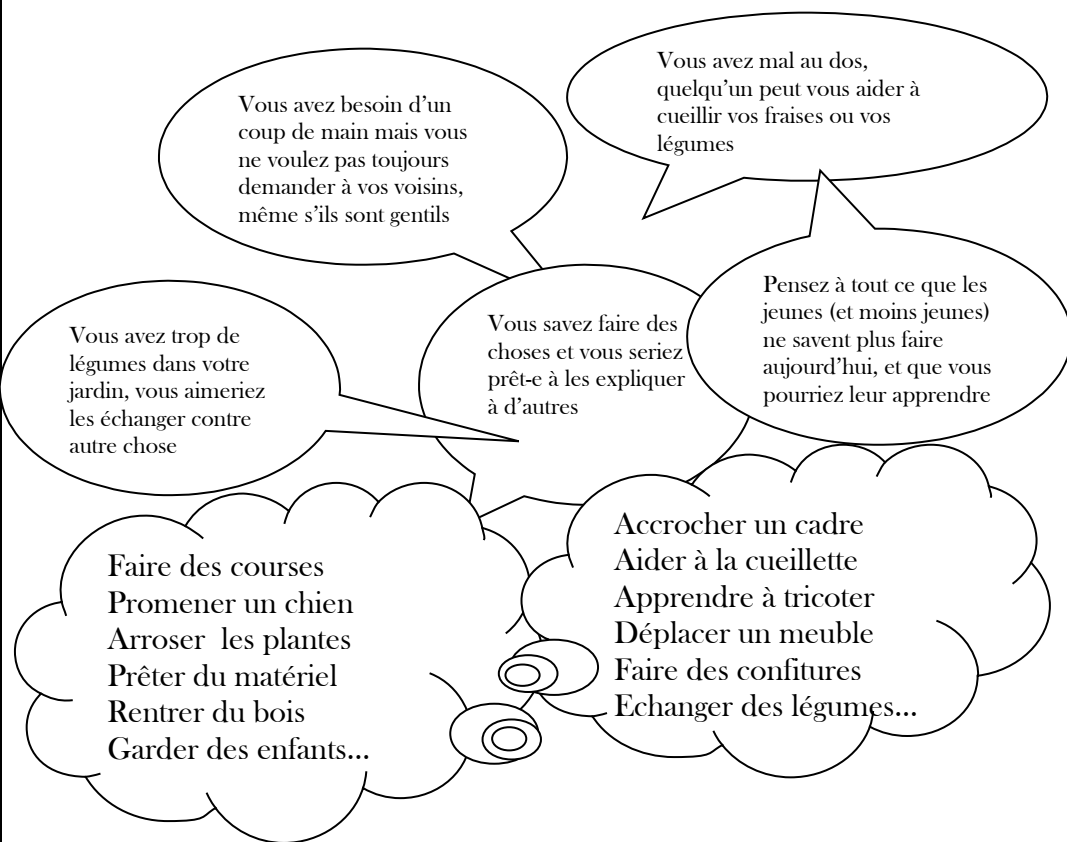 Vous avez mal au dos,
quelqu'un peut vous aider à
cueillir vos fraises ou vos
légumes
Vous avez besoin d'un
coup de main mais vous
ne voulez pas toujours
demander à vos voisins,
même s'ils sont gentils
Pensez à tout ce que les
jeunes (et moins jeunes)
ne savent plus faire
aujourd'hui, et que vous
pourriez leur apprendre
Vous savez faire des
choses et vous seriez
prêt-e à les expliquer
à d'autres
Vous avez trop de
légumes dans votre
jardin, vous aimeriez
les échanger contre
autre chose
Faire des courses
Promener un chien
Arroser les plantes
Prêter du matériel
Rentrer du bois
Garder des enfants...
Accrocher un cadre
Aider à la cueillette
Apprendre à tricoter
Déplacer un meuble
Faire des confitures
Echanger des légumes...